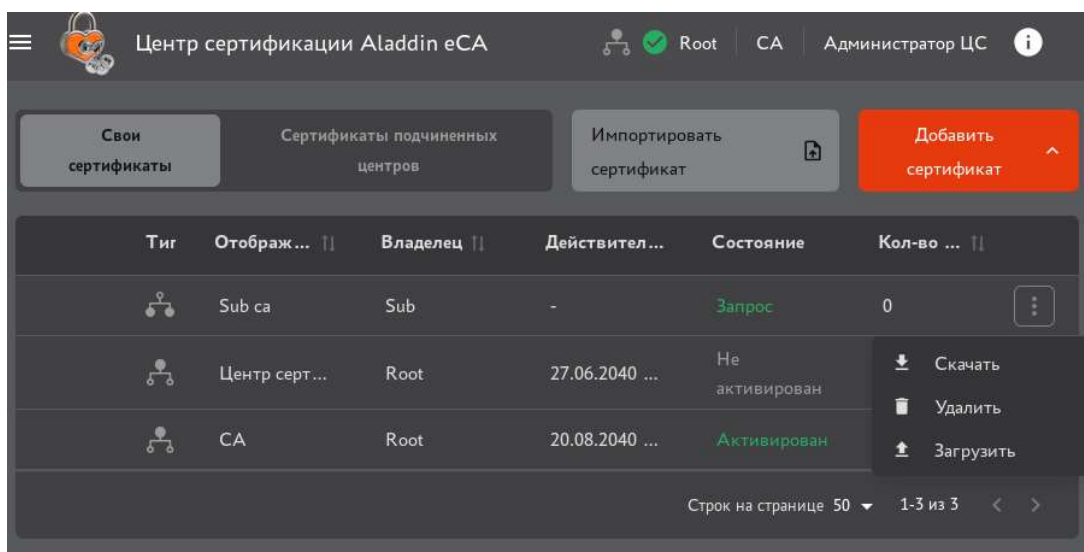 Центр сертификации Aladdin eCA Root CA Администратор ЦС
Свои сертификаты
Сертификаты подчиненных центров
Импортировать сертификат
Добавить сертификат
Тип Отображ... Владелец Действител... Состояние Кол-во ...
Sub ca Sub - Запрос 0
Центр серт... Root 27.06.2040 ... Не активирован
CA Root 20.08.2040 ... Активирован
Скачать
Удалить
Загрузить
Строк на странице 50 1-3 из 3